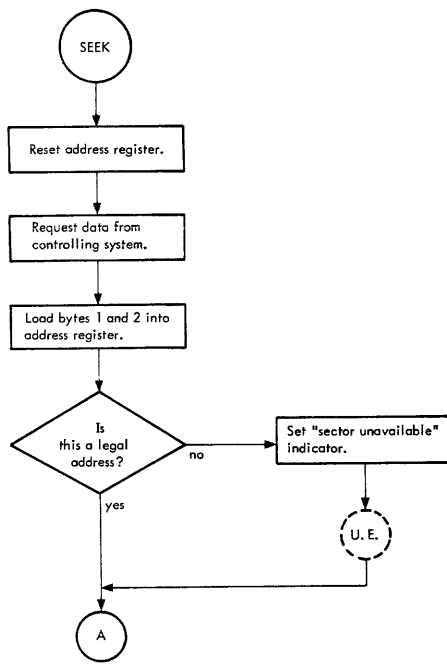 SEEK
Reset address register.
Request data from
controlling system.
Load bytes 1 and 2 into
address register.
Is
this a legal
address?
no
Set "sector unavailable"
indicator.
yes
U. E.
A